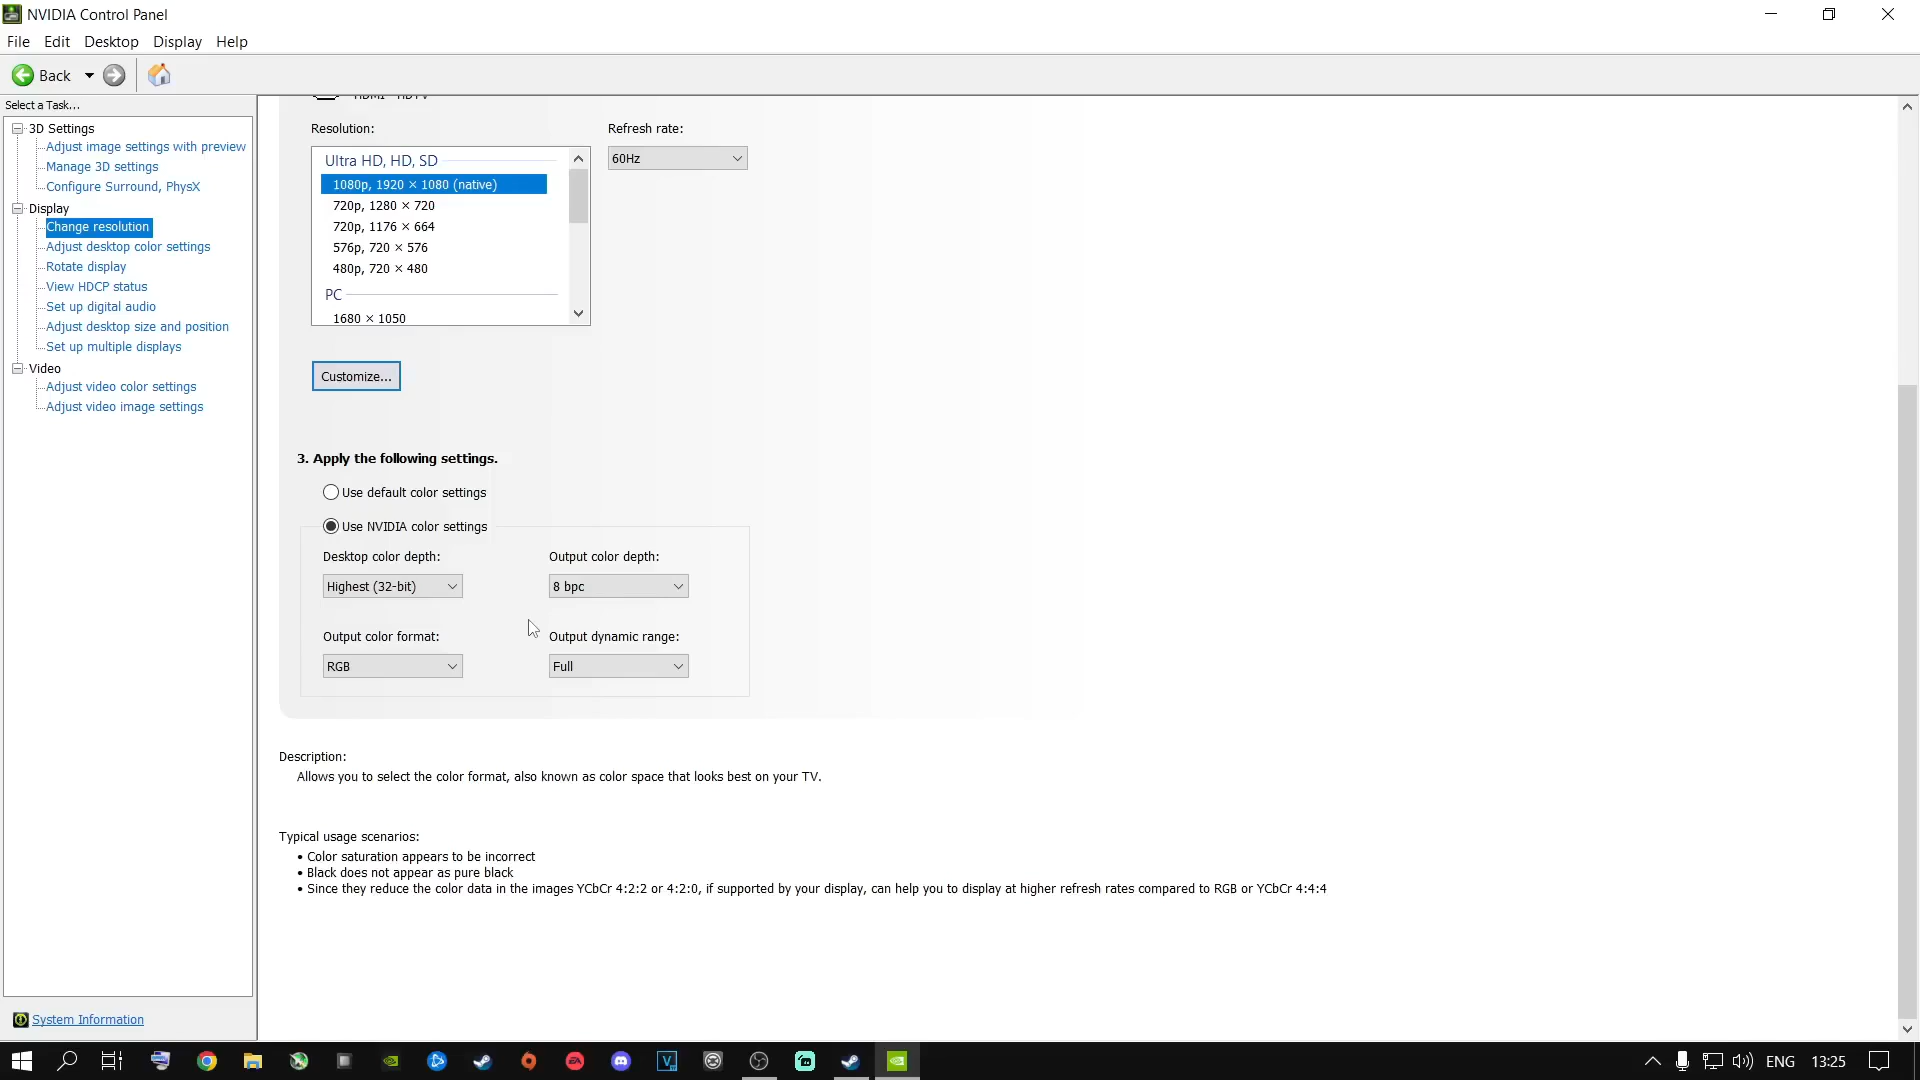 NVIDIA Control Panel
File Edit Desktop Display Help
Back
Select a Task...
3D Settings
Adjust image settings with preview
Manage 3D settings
Configure Surround, PhysX
Display
Change resolution
Adjust desktop color settings
Rotate display
View HDCP status
Set up digital audio
Adjust desktop size and position
Set up multiple displays
Video
Adjust video color settings
Adjust video image settings
System Information
Resolution:
Refresh rate:
60Hz
Ultra HD, HD, SD
1080p, 1920 × 1080 (native)
720p, 1280 × 720
720p, 1176 × 664
576p, 720 × 576
480p, 720 × 480
PC
1680 × 1050
Customize...
3. Apply the following settings.
Use default color settings
Use NVIDIA color settings
Desktop color depth:
Output color depth:
Highest (32-bit)
8 bpc
Output color format:
Output dynamic range:
RGB
Full
Description:
Allows you to select the color format, also known as color space that looks best on your TV.
Typical usage scenarios:
• Color saturation appears to be incorrect
• Black does not appear as pure black
• Since they reduce the color data in the images YCbCr 4:2:2 or 4:2:0, if supported by your display, can help you to display at higher refresh rates compared to RGB or YCbCr 4:4:4
ENG
13:25